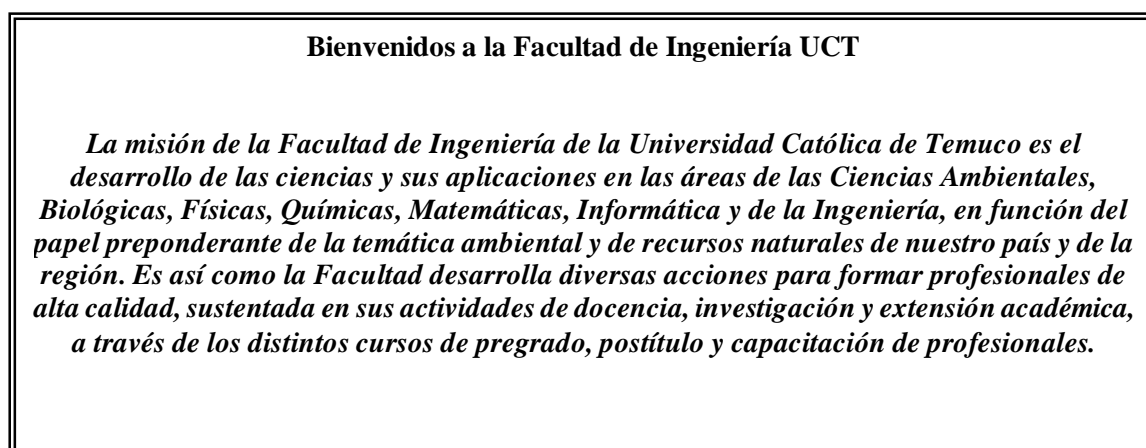 Bienvenidos a la Facultad de Ingeniería UCT
La misión de la Facultad de Ingeniería de la Universidad Católica de Temuco es el
desarrollo de las ciencias y sus aplicaciones en las áreas de las Ciencias Ambientales,
Biológicas, Físicas, Químicas, Matemáticas, Informática y de la Ingeniería, en función del
papel preponderante de la temática ambiental y de recursos naturales de nuestro país y de la
región. Es así como la Facultad desarrolla diversas acciones para formar profesionales de
alta calidad, sustentada en sus actividades de docencia, investigación y extensión académica,
a través de los distintos cursos de pregrado, postítulo y capacitación de profesionales.